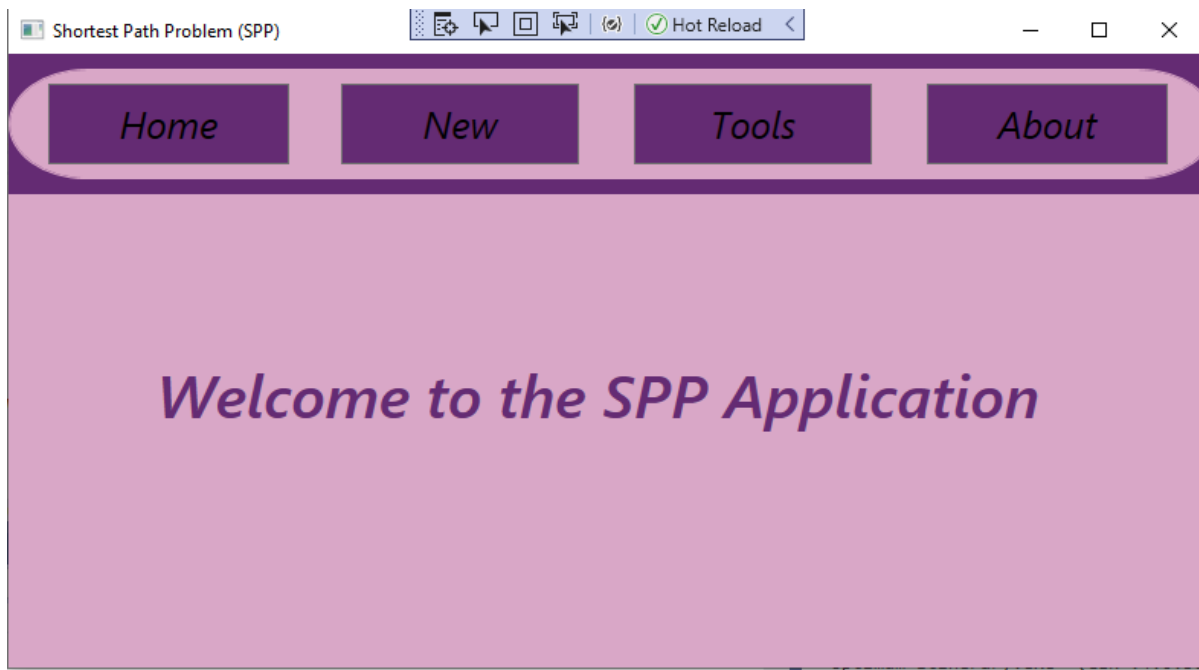 Shortest Path Problem (SPP)
Hot Reload
Home New Tools About
Welcome to the SPP Application